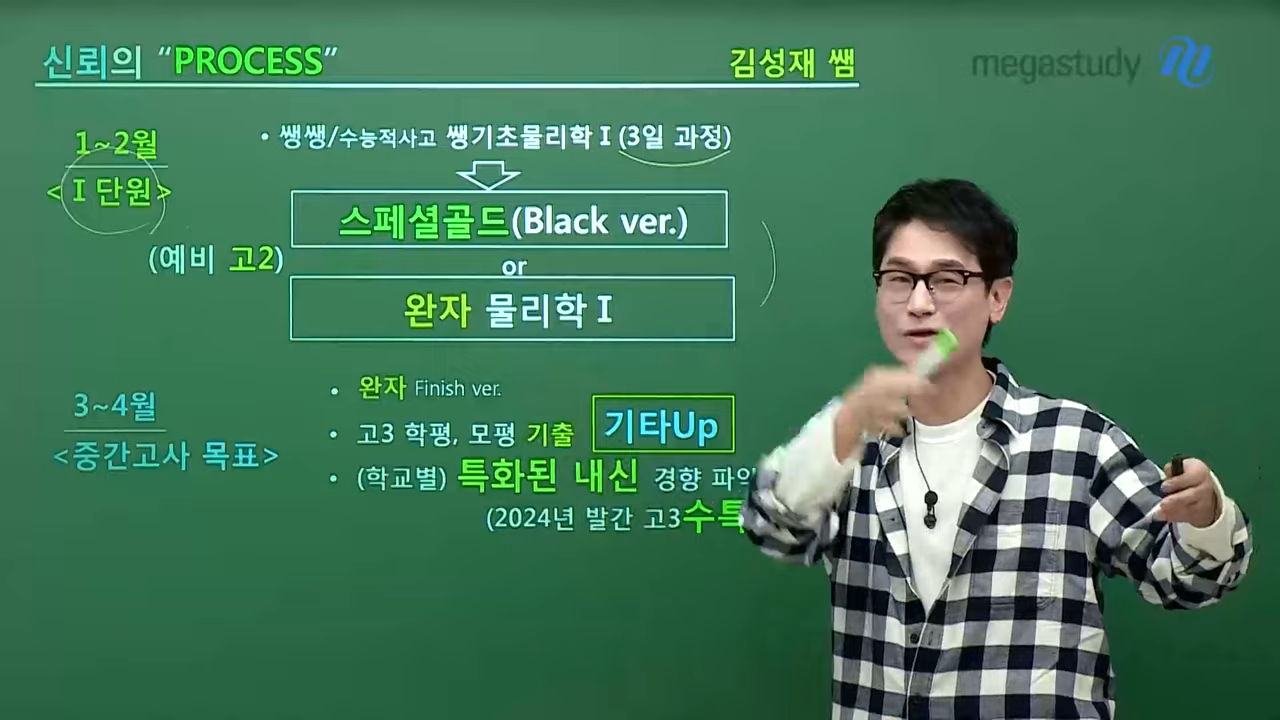 신뢰의 “PROCESS”
김성재 쌤
megastudy
1~2월
• 쌩쌩/수능적사고 쌩기초물리학Ⅰ(3일 과정)
<Ⅰ단원>
스페셜골드(Black ver.)
(예비 고2)
or
완자 물리학Ⅰ
3~4월
<중간고사 목표>
• 완자 Finish ver.
• 고3 학평, 모평 기출 기타Up
• (학교별) 특화된 내신 경향
(2024년 발간 고3수특